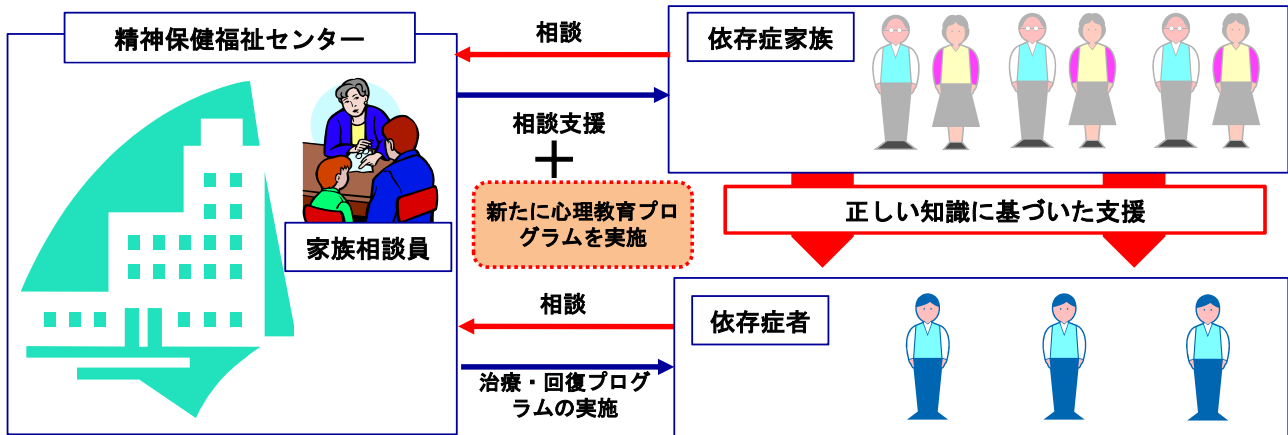 精神保健福祉センター
家族相談員
相談
相談支援
＋
新たに心理教育プロ
グラムを実施
依存症家族
正しい知識に基づいた支援
相談
治療・回復プログ
ラムの実施
依存症者